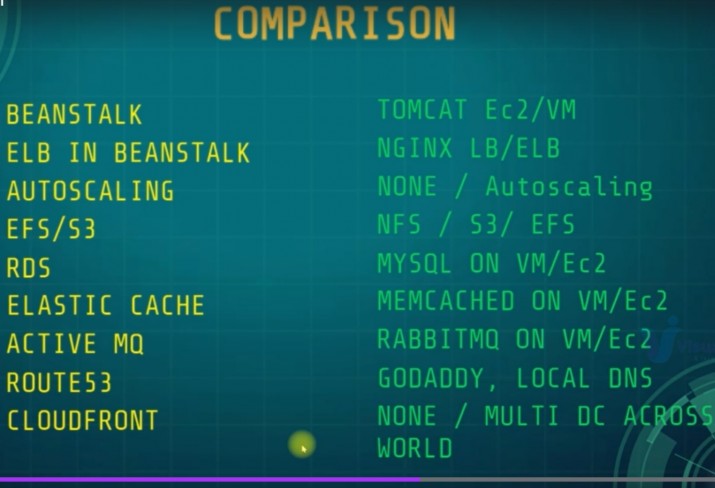 COMPARISON
BEANSTALK TOMCAT Ec2/VM
ELB IN BEANSTALK NGINX LB/ELB
AUTOSCALING NONE / Autoscaling
EFS/S3 NFS / S3/ EFS
RDS MYSQL ON VM/Ec2
ELASTIC CACHE MEMCACHED ON VM/Ec2
ACTIVE MQ RABBITMQ ON VM/Ec2
ROUTE53 GODADDY, LOCAL DNS
CLOUDFRONT NONE / MULTI DC ACROSS
WORLD